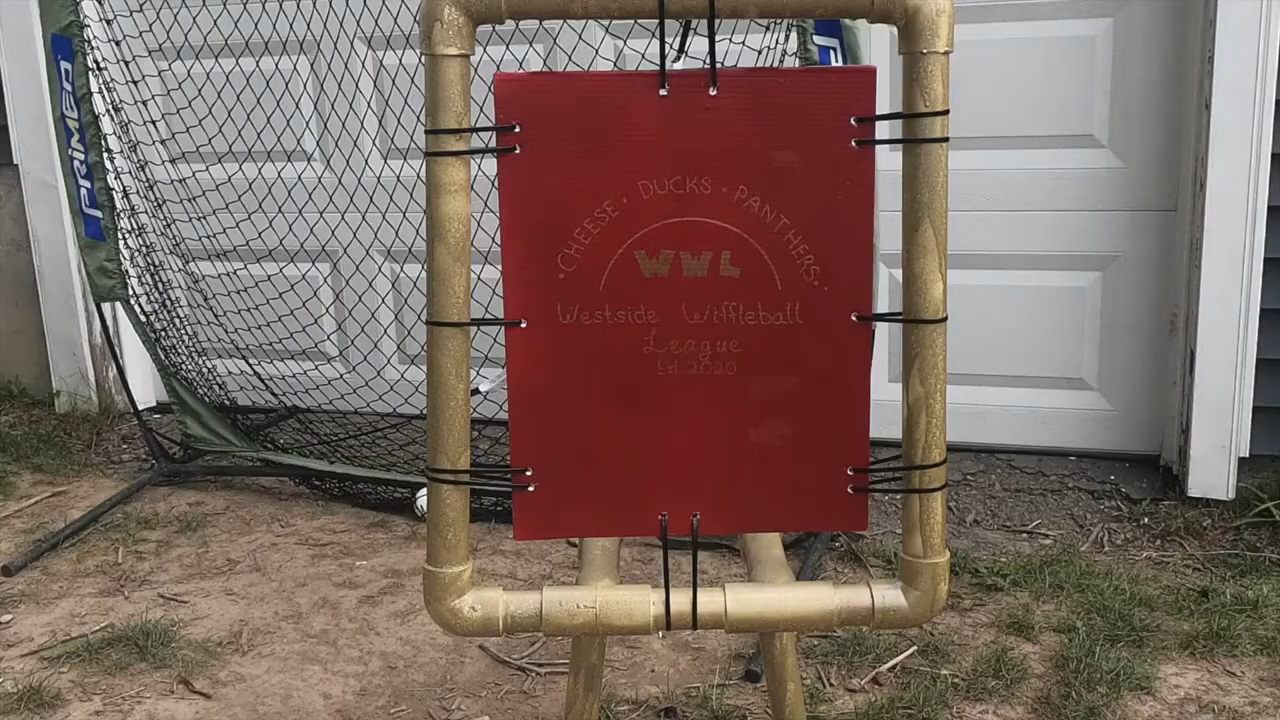 PRIMED
· CHEESE · DUCKS · PANTHERS ·
WWL
Westside Wiffleball
League
Est. 2020